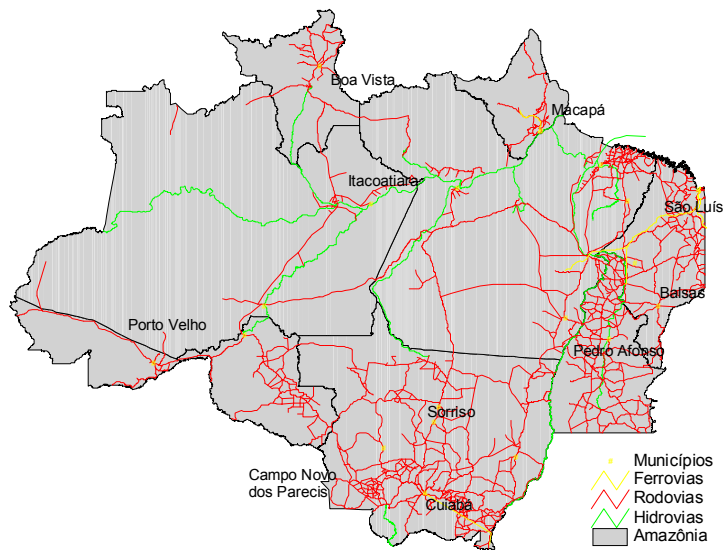 Boa Vista
Macapá
Itacoatiara
São Luís
Balsas
Porto Velho
Pedro Afonso
Sorriso
Campo Novo
dos Parecis
Cuiabá
Municípios
Ferrovias
Rodovias
Hidrovias
Amazônia